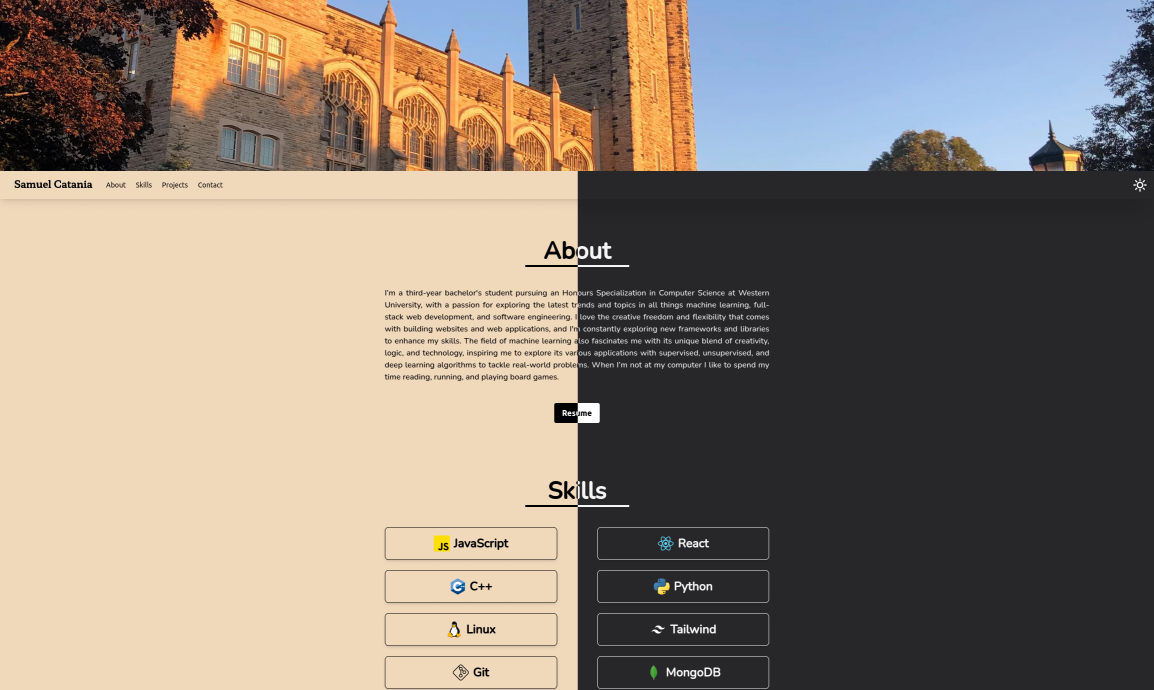 Samuel Catania About Skills Projects Contact
About
I'm a third-year bachelor's student pursuing an Honours Specialization in Computer Science at Western
University, with a passion for exploring the latest trends and topics in all things machine learning, full-
stack web development, and software engineering. I love the creative freedom and flexibility that comes
with building websites and web applications, and I'm constantly exploring new frameworks and libraries
to enhance my skills. The field of machine learning also fascinates me with its unique blend of creativity,
logic, and technology, inspiring me to explore its various applications with supervised, unsupervised, and
deep learning algorithms to tackle real-world problems. When I'm not at my computer I like to spend my
time reading, running, and playing board games.
Resume
Skills
JS JavaScript
React
C++
Python
Linux
Tailwind
Git
MongoDB